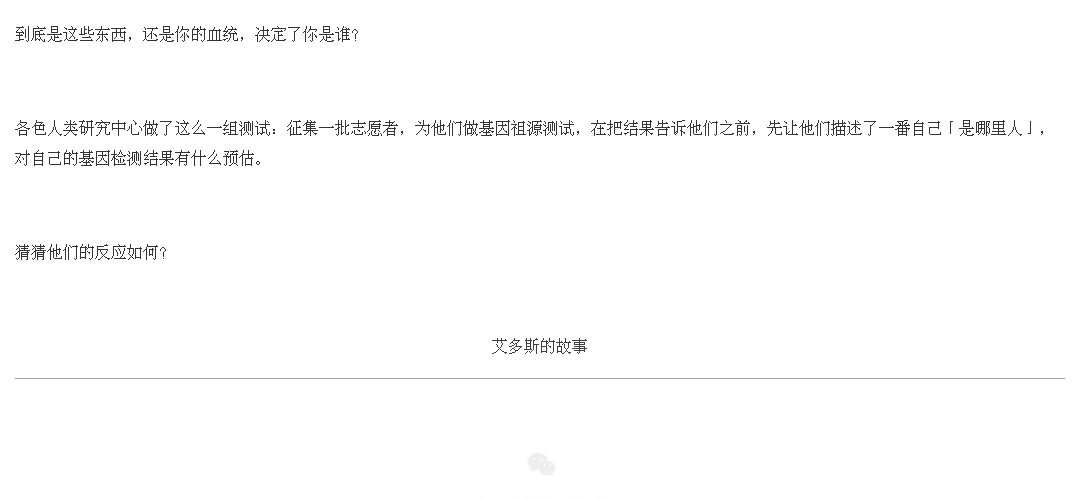 到底是这些东西，还是你的血统，决定了你是谁？
各色人类研究中心做了这么一组测试：征集一批志愿者，为他们做基因祖源测试，在把结果告诉他们之前，先让他们描述了一番自己「是哪里人」，
对自己的基因检测结果有什么预估。
猜猜他们的反应如何？
艾多斯的故事